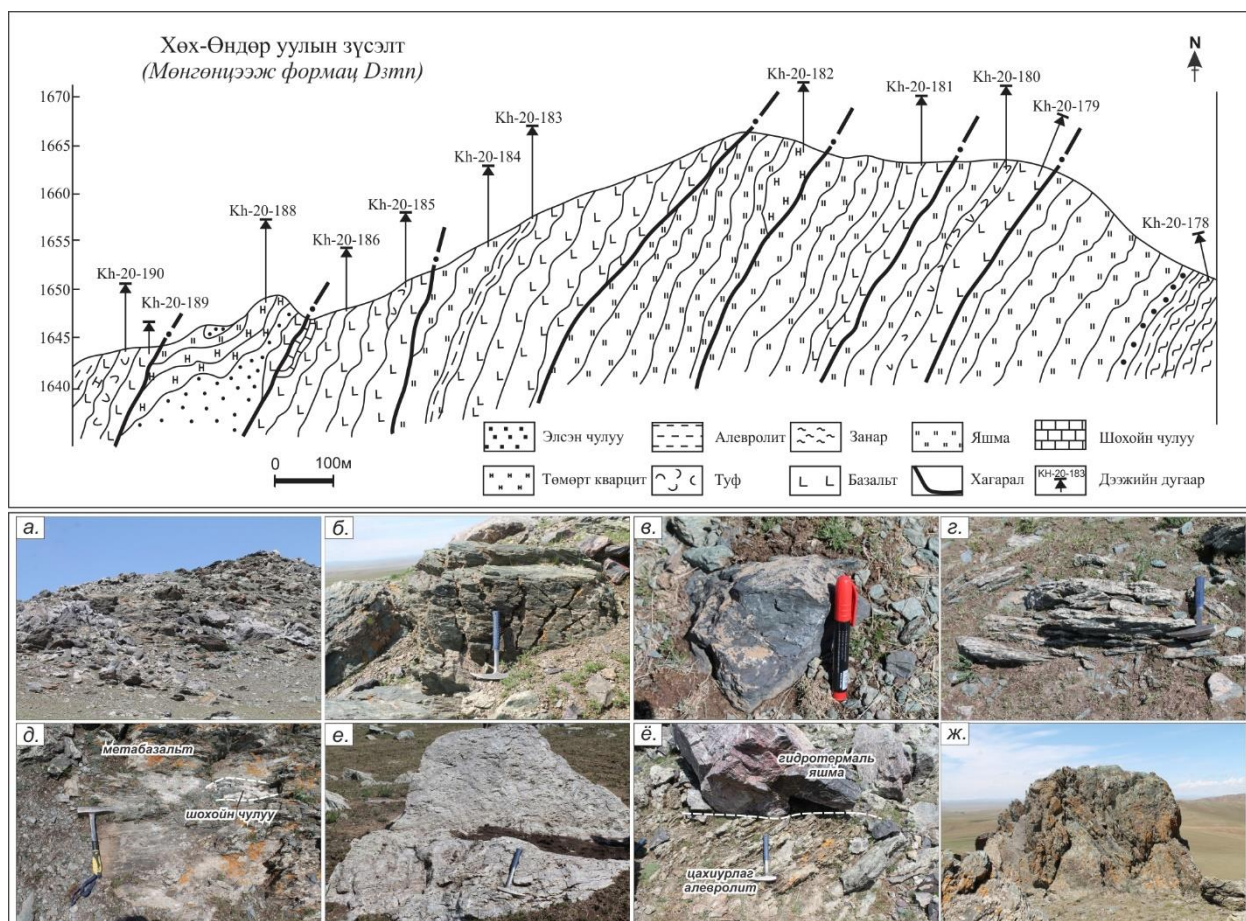 Хөх-Өндөр уулын зүсэлт
(Мөнгөнцээж формац D₃mn)
N
1670
1665
1660
1655
1650
1645
1640
Kh-20-190
Kh-20-189
Kh-20-188
Kh-20-186
Kh-20-185
Kh-20-184
Kh-20-183
Kh-20-182
Kh-20-181
Kh-20-180
Kh-20-179
Kh-20-178
0 100м
Элсэн чулуу
Алевролит
Занар
Яшма
Шохойн чулуу
Төмөрт кварцит
Туф
Базальт
Хагарал
КН-20-183
Дээжийн дугаар
а.
б.
в.
г.
д.
метабазальт
шохойн чулуу
е.
ё.
гидротермаль
яшма
цахиурлаг
алевролит
ж.